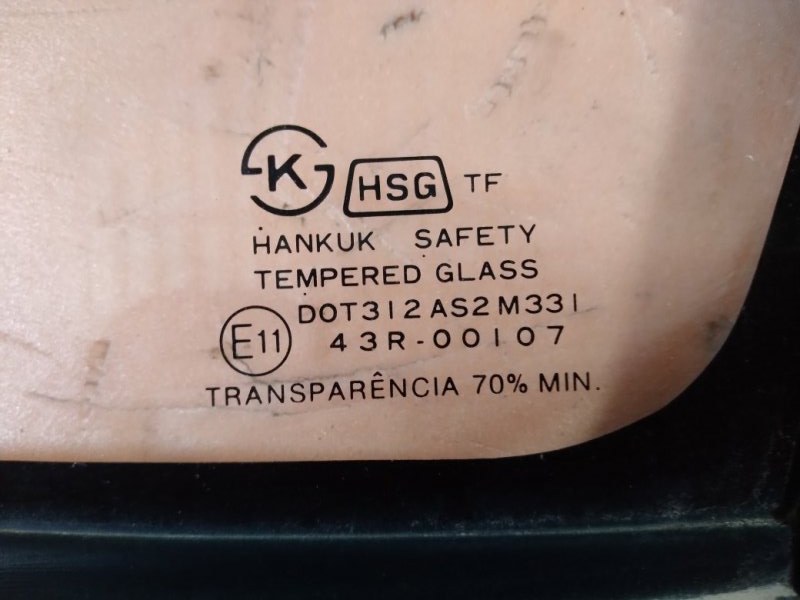 K HSG TF
HANKUK SAFETY
TEMPERED GLASS
DOT312 AS2 M331
E11 43R-00107
TRANSPARÊNCIA 70% MIN.